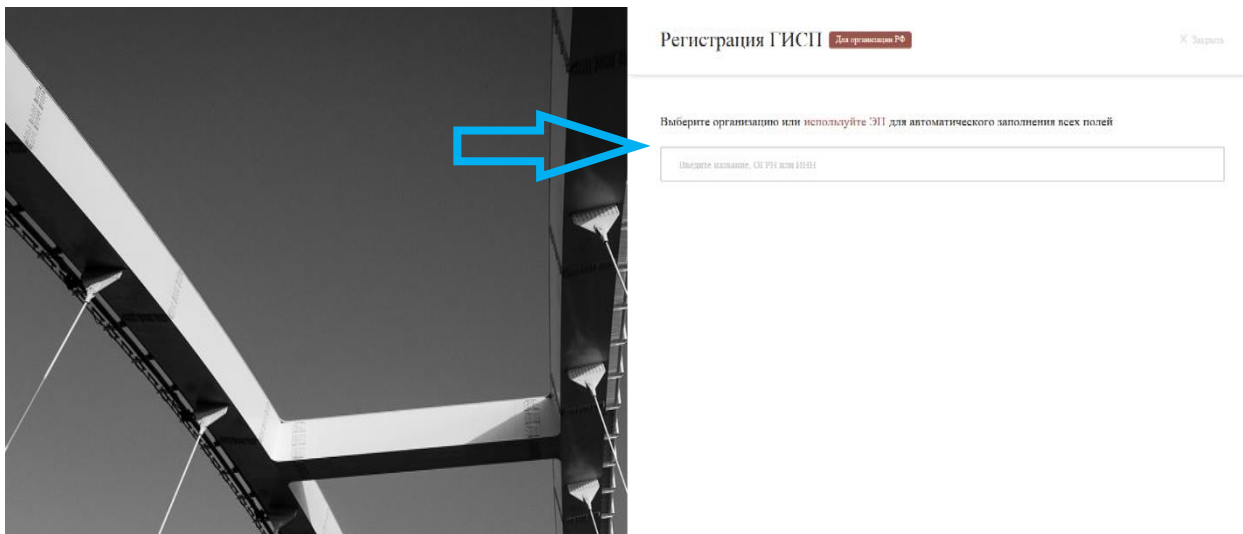 Регистрация ГИСП Для организации РФ
X Закрыть
Выберите организацию или используйте ЭП для автоматического заполнения всех полей
Введите название, ОГРН или ИНН